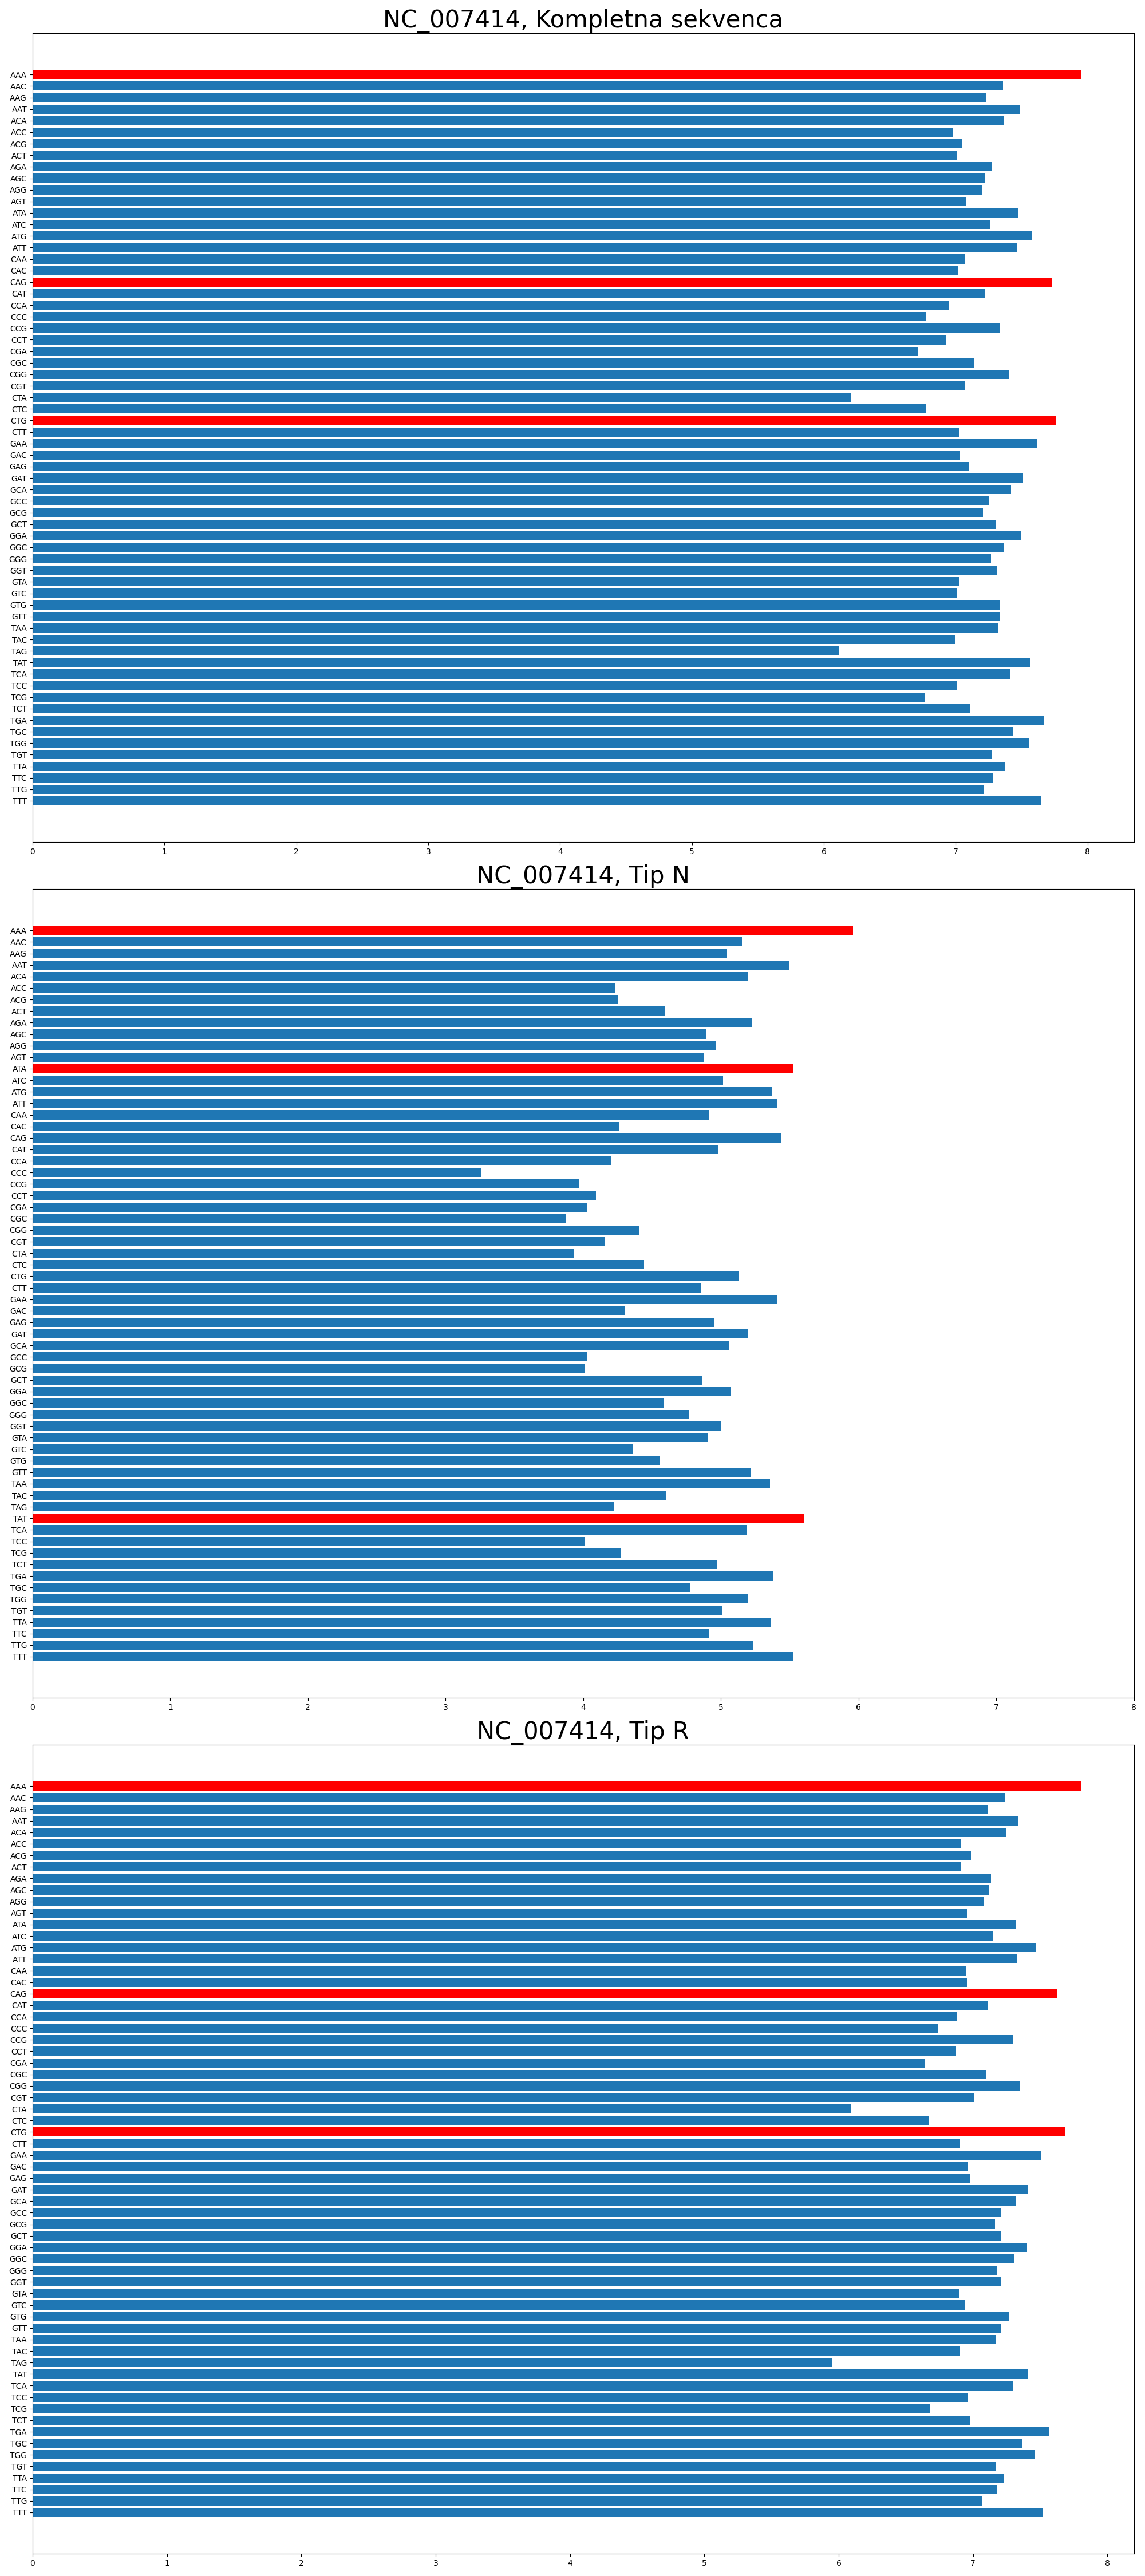 NC_007414, Kompletna sekvenca
AAA
AAC
AAG
AAT
ACA
ACC
ACG
ACT
AGA
AGC
AGG
AGT
ATA
ATC
ATG
ATT
CAA
CAC
CAG
CAT
CCA
CCC
CCG
CCT
CGA
CGC
CGG
CGT
CTA
CTC
CTG
CTT
GAA
GAC
GAG
GAT
GCA
GCC
GCG
GCT
GGA
GGC
GGG
GGT
GTA
GTC
GTG
GTT
TAA
TAC
TAG
TAT
TCA
TCC
TCG
TCT
TGA
TGC
TGG
TGT
TTA
TTC
TTG
TTT
0 1 2 3 4 5 6 7 8
NC_007414, Tip N
AAA
AAC
AAG
AAT
ACA
ACC
ACG
ACT
AGA
AGC
AGG
AGT
ATA
ATC
ATG
ATT
CAA
CAC
CAG
CAT
CCA
CCC
CCG
CCT
CGA
CGC
CGG
CGT
CTA
CTC
CTG
CTT
GAA
GAC
GAG
GAT
GCA
GCC
GCG
GCT
GGA
GGC
GGG
GGT
GTA
GTC
GTG
GTT
TAA
TAC
TAG
TAT
TCA
TCC
TCG
TCT
TGA
TGC
TGG
TGT
TTA
TTC
TTG
TTT
0 1 2 3 4 5 6 7 8
NC_007414, Tip R
AAA
AAC
AAG
AAT
ACA
ACC
ACG
ACT
AGA
AGC
AGG
AGT
ATA
ATC
ATG
ATT
CAA
CAC
CAG
CAT
CCA
CCC
CCG
CCT
CGA
CGC
CGG
CGT
CTA
CTC
CTG
CTT
GAA
GAC
GAG
GAT
GCA
GCC
GCG
GCT
GGA
GGC
GGG
GGT
GTA
GTC
GTG
GTT
TAA
TAC
TAG
TAT
TCA
TCC
TCG
TCT
TGA
TGC
TGG
TGT
TTA
TTC
TTG
TTT
0 1 2 3 4 5 6 7 8